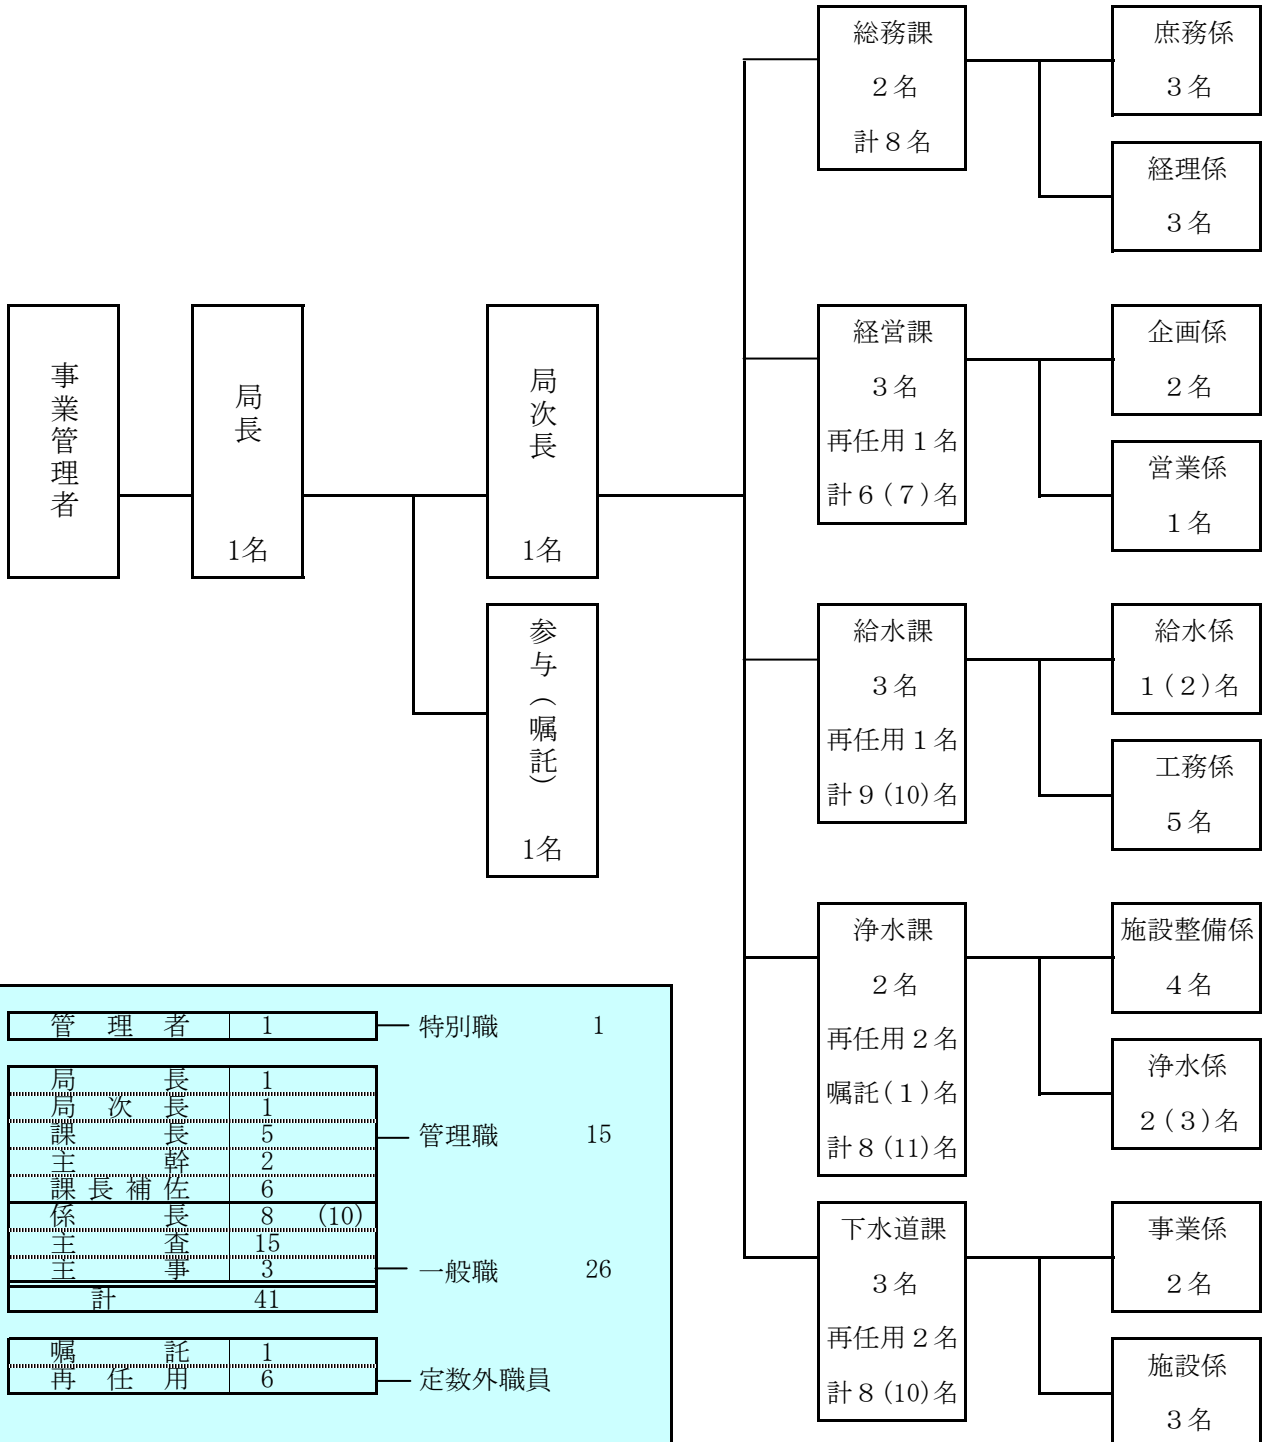 事業管理者
局長
1名
局次長
1名
参与（嘱託）
1名
総務課
２名
計８名
庶務係
３名
経理係
３名
経営課
３名
再任用１名
計６(７)名
企画係
２名
営業係
１名
給水課
３名
再任用１名
計９(10)名
給水係
１(２)名
工務係
５名
浄水課
２名
再任用２名
嘱託(１)名
計８(11)名
施設整備係
４名
浄水係
２(３)名
下水道課
３名
再任用２名
計８(10)名
事業係
２名
施設係
３名
管理者 1 特別職 1
局長 1
局次長 1
課長 5 管理職 15
主幹 2
課長補佐 6
係長 8 (10)
主査 15
主事 3 一般職 26
計 41
嘱託 1
再任用 6 定数外職員